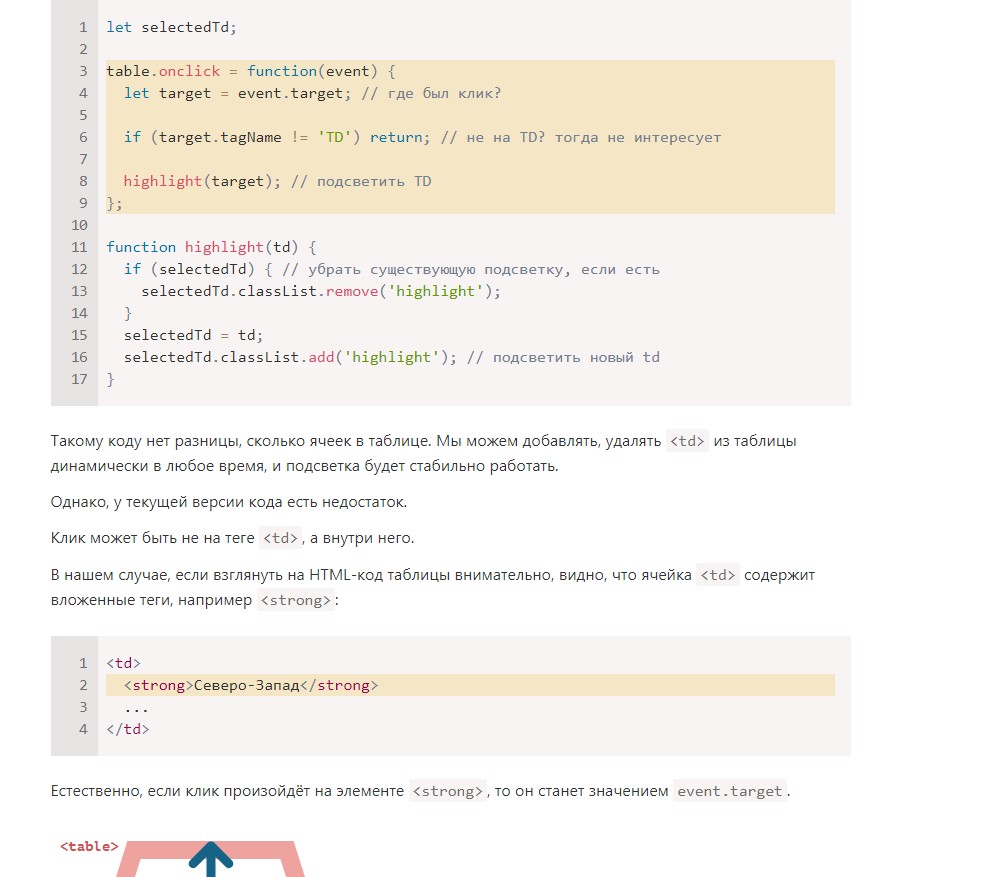 1 let selectedTd;
2
3 table.onclick = function(event) {
4   let target = event.target; // где был клик?
5
6   if (target.tagName != 'TD') return; // не на TD? тогда не интересует
7
8   highlight(target); // подсветить TD
9 };
10
11 function highlight(td) {
12   if (selectedTd) { // убрать существующую подсветку, если есть
13     selectedTd.classList.remove('highlight');
14   }
15   selectedTd = td;
16   selectedTd.classList.add('highlight'); // подсветить новый td
17 }
Такому коду нет разницы, сколько ячеек в таблице. Мы можем добавлять, удалять <td> из таблицы
динамически в любое время, и подсветка будет стабильно работать.
Однако, у текущей версии кода есть недостаток.
Клик может быть не на теге <td>, а внутри него.
В нашем случае, если взглянуть на HTML-код таблицы внимательно, видно, что ячейка <td> содержит
вложенные теги, например <strong>:
1 <td>
2   <strong>Северо-Запад</strong>
3   ...
4 </td>
Естественно, если клик произойдёт на элементе <strong>, то он станет значением event.target.
<table>